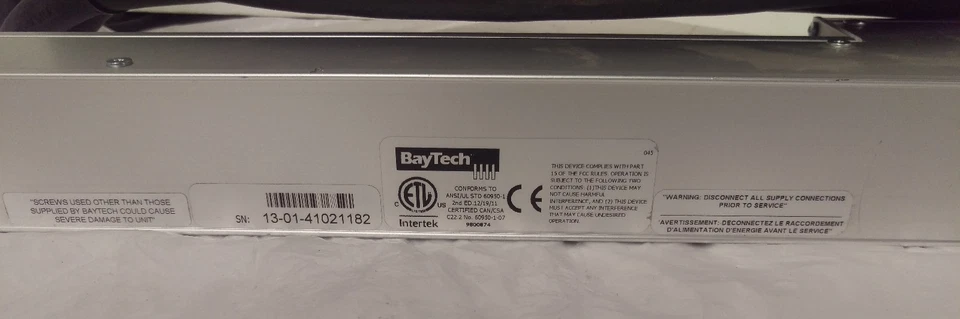 "SCREWS USED OTHER THAN THOSE
SUPPLIED BY BAYTECH COULD CAUSE
SEVERE DAMAGE TO UNIT"
SN: 13-01-41021182
BayTech
C ETL US
Intertek
CONFORMS TO
ANSI/UL STD 60950-1
2nd ED.12/19/11
CERTIFIED CAN/CSA
C22.2 No. 60950-1-07
9800874
CE
045
THIS DEVICE COMPLIES WITH PART
15 OF THE FCC RULES. OPERATION IS
SUBJECT TO THE FOLLOWING TWO
CONDITIONS: (1)THIS DEVICE MAY
NOT CAUSE HARMFUL
INTERFERENCE, AND (2) THIS DEVICE
MUST ACCEPT ANY INTERFERENCE
THAT MAY CAUSE UNDESIRED
OPERATION.
"WARNING: DISCONNECT ALL SUPPLY CONNECTIONS
PRIOR TO SERVICE"
"AVERTISSEMENT: DÉCONNECTEZ LE RACCORDEMENT
D'ALIMENTATION D'ENERGIE AVANT LE SERVICE"